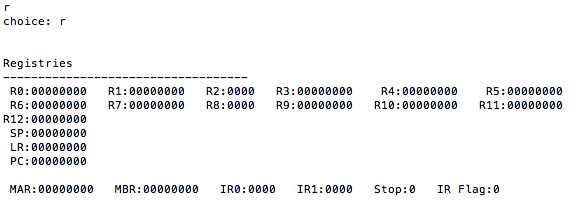 r
choice: r
Registries
-----------------------------------
R0:00000000 R1:00000000 R2:0000 R3:00000000 R4:00000000 R5:00000000
R6:00000000 R7:00000000 R8:0000 R9:00000000 R10:00000000 R11:00000000
R12:00000000
SP:00000000
LR:00000000
PC:00000000
MAR:00000000 MBR:00000000 IR0:0000 IR1:0000 Stop:0 IR Flag:0